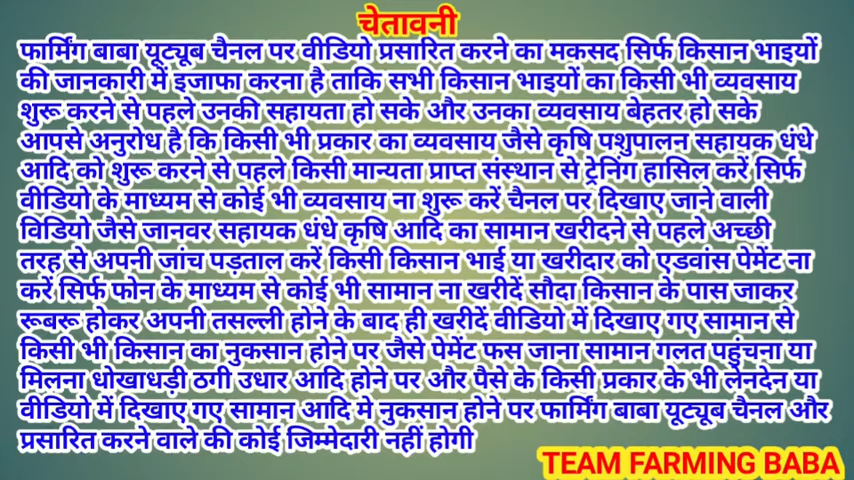 चेतावनी
फार्मिंग बाबा यूट्यूब चैनल पर वीडियो प्रसारित करने का मकसद सिर्फ किसान भाइयों
की जानकारी में इजाफा करना है ताकि सभी किसान भाइयों का किसी भी व्यवसाय
शुरू करने से पहले उनकी सहायता हो सके और उनका व्यवसाय बेहतर हो सके
आपसे अनुरोध है कि किसी भी प्रकार का व्यवसाय जैसे कृषि पशुपालन सहायक धंधे
आदि को शुरू करने से पहले किसी मान्यता प्राप्त संस्थान से ट्रेनिंग हासिल करें सिर्फ
वीडियो के माध्यम से कोई भी व्यवसाय ना शुरू करें चैनल पर दिखाए जाने वाली
विडियो जैसे जानवर सहायक धंधे कृषि आदि का सामान खरीदने से पहले अच्छी
तरह से अपनी जांच पड़ताल करें किसी किसान भाई या खरीदार को एडवांस पेमेंट ना
करें सिर्फ फोन के माध्यम से कोई भी सामान ना खरीदें सौदा किसान के पास जाकर
रूबरू होकर अपनी तसल्ली होने के बाद ही खरीदें वीडियो में दिखाए गए सामान से
किसी भी किसान का नुकसान होने पर जैसे पेमेंट फस जाना सामान गलत पहुंचना या
मिलना धोखाधड़ी ठगी उधार आदि होने पर और पैसे के किसी प्रकार के भी लेनदेन या
वीडियो में दिखाए गए सामान आदि मे नुकसान होने पर फार्मिंग बाबा यूट्यूब चैनल और
प्रसारित करने वाले की कोई जिम्मेदारी नहीं होगी
TEAM FARMING BABA